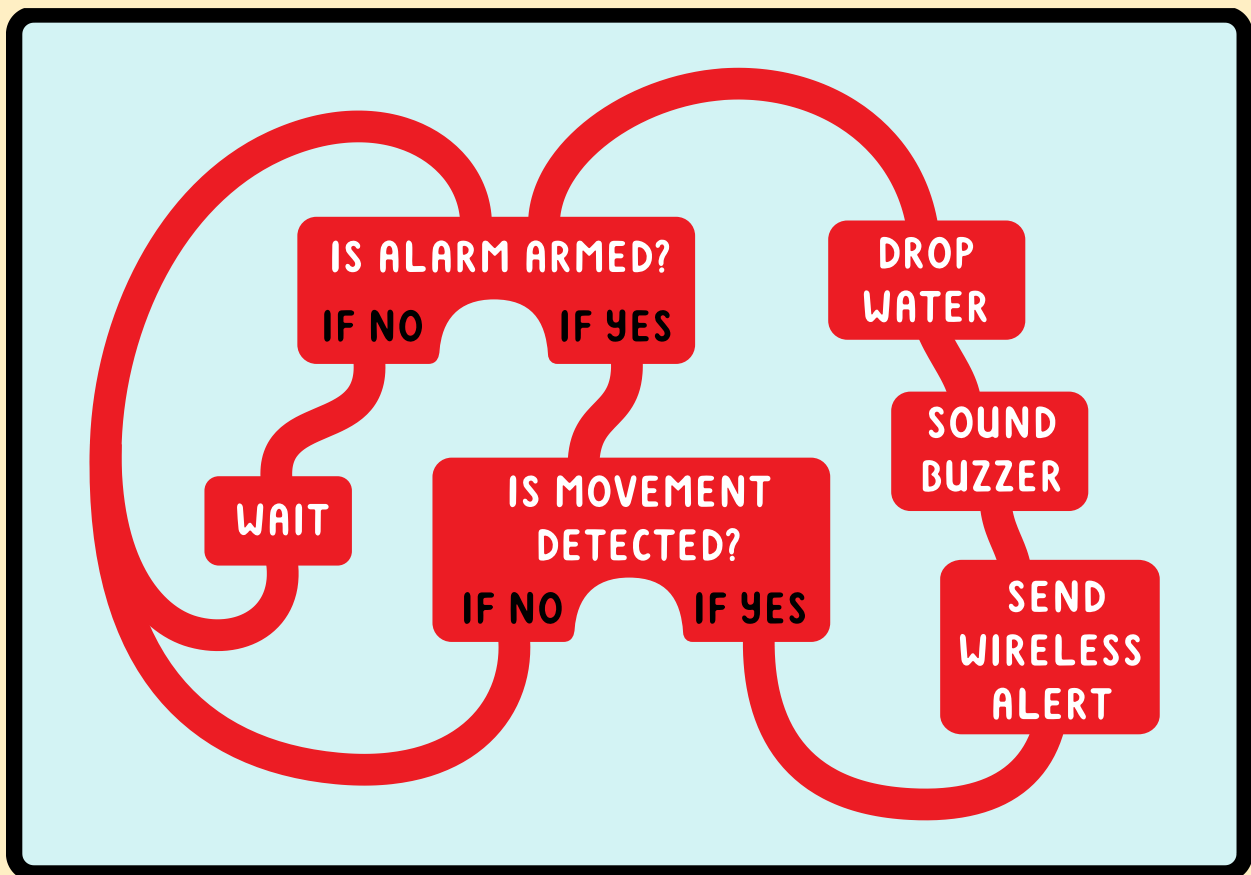 IS ALARM ARMED?
IF NO
IF YES
WAIT
IS MOVEMENT
DETECTED?
IF NO
IF YES
DROP
WATER
SOUND
BUZZER
SEND
WIRELESS
ALERT